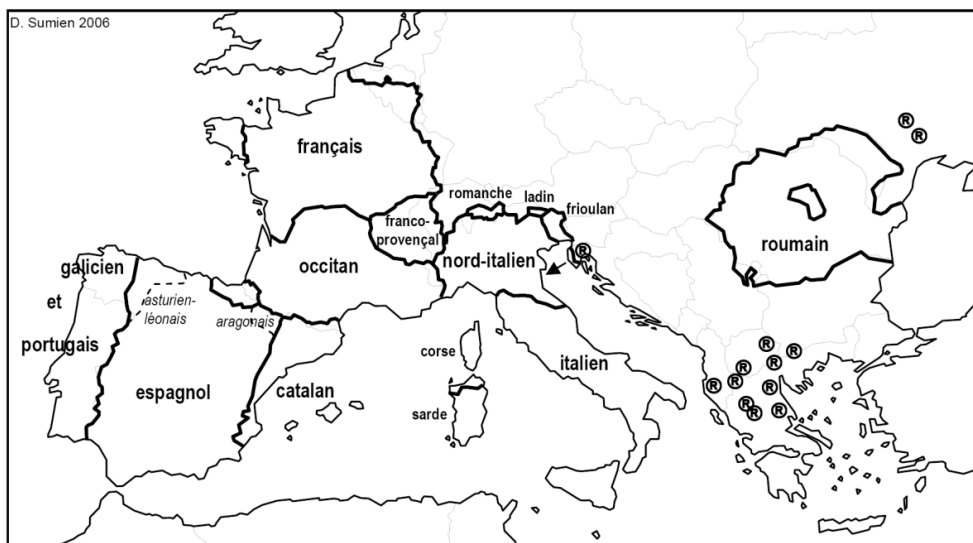 D. Sumien 2006
français
romanche
ladin
frioulan
franco-
provençal
nord-italien
occitan
roumain
galicien
et
portugais
asturien-
léonais
aragonais
espagnol
catalan
corse
sarde
italien
R
R
R
R
R
R
R
R
R
R
R
R
R